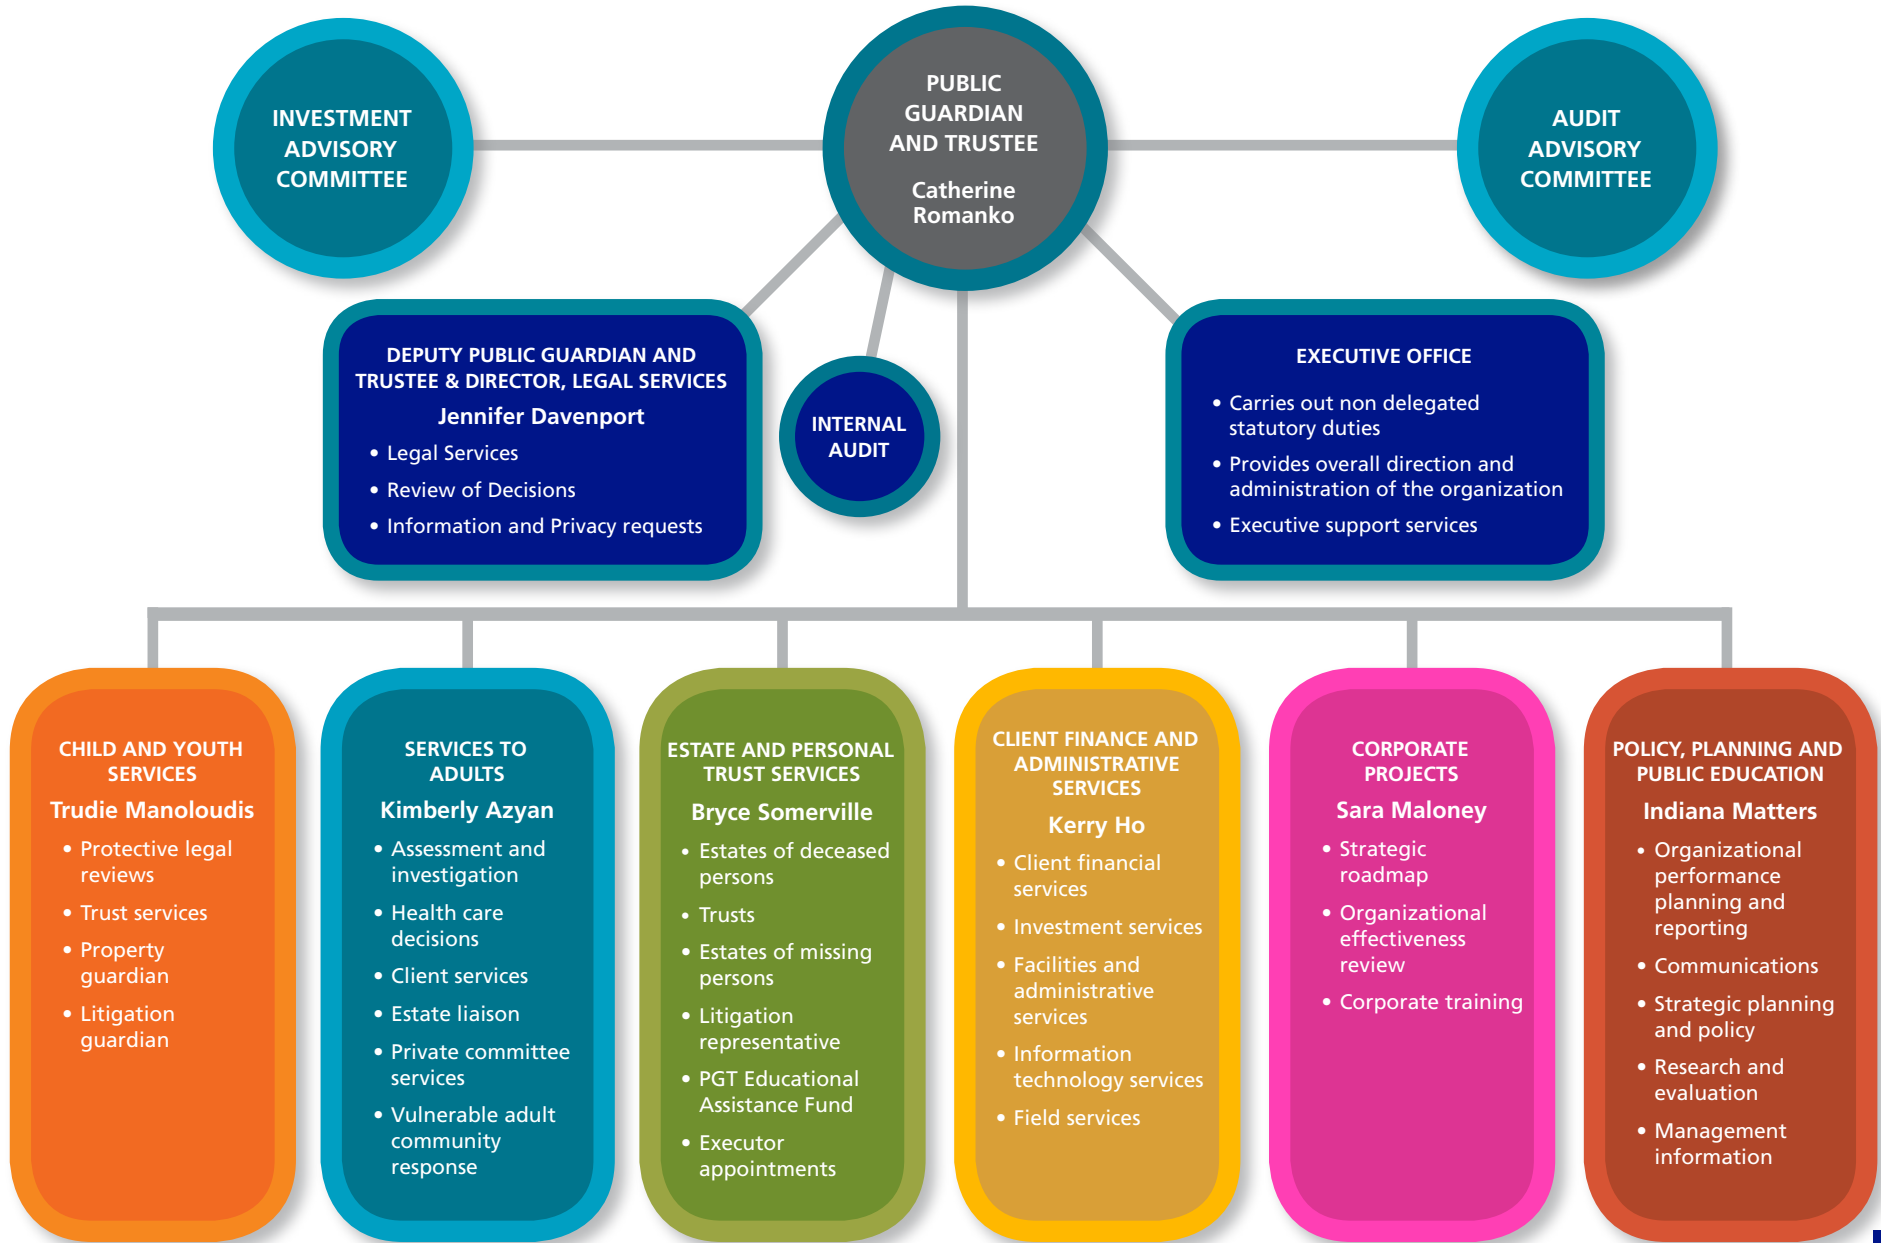 INVESTMENT
ADVISORY
COMMITTEE
PUBLIC
GUARDIAN
AND TRUSTEE
Catherine
Romanko
AUDIT
ADVISORY
COMMITTEE
DEPUTY PUBLIC GUARDIAN AND
TRUSTEE & DIRECTOR, LEGAL SERVICES
Jennifer Davenport
• Legal Services
• Review of Decisions
• Information and Privacy requests
INTERNAL
AUDIT
EXECUTIVE OFFICE
• Carries out non delegated
statutory duties
• Provides overall direction and
administration of the organization
• Executive support services
CHILD AND YOUTH
SERVICES
Trudie Manoloudis
• Protective legal
reviews
• Trust services
• Property
guardian
• Litigation
guardian
SERVICES TO
ADULTS
Kimberly Azyan
• Assessment and
investigation
• Health care
decisions
• Client services
• Estate liaison
• Private committee
services
• Vulnerable adult
community
response
ESTATE AND PERSONAL
TRUST SERVICES
Bryce Somerville
• Estates of deceased
persons
• Trusts
• Estates of missing
persons
• Litigation
representative
• PGT Educational
Assistance Fund
• Executor
appointments
CLIENT FINANCE AND
ADMINISTRATIVE
SERVICES
Kerry Ho
• Client financial
services
• Investment services
• Facilities and
administrative
services
• Information
technology services
• Field services
CORPORATE
PROJECTS
Sara Maloney
• Strategic
roadmap
• Organizational
effectiveness
review
• Corporate training
POLICY, PLANNING AND
PUBLIC EDUCATION
Indiana Matters
• Organizational
performance
planning and
reporting
• Communications
• Strategic planning
and policy
• Research and
evaluation
• Management
information